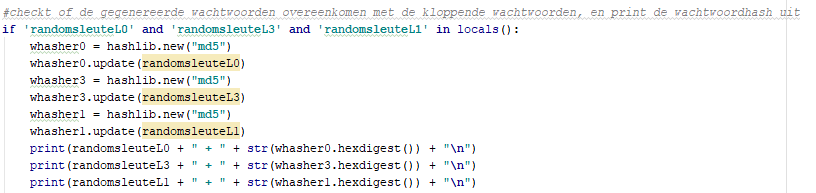 #checkt of de gegenereerde wachtwoorden overeenkomen met de kloppende wachtwoorden, en print de wachtwoordhash uit
if 'randomsleuteL0' and 'randomsleuteL3' and 'randomsleuteL1' in locals():
    whasher0 = hashlib.new("md5")
    whasher0.update(randomsleuteL0)
    whasher3 = hashlib.new("md5")
    whasher3.update(randomsleuteL3)
    whasher1 = hashlib.new("md5")
    whasher1.update(randomsleuteL1)
    print(randomsleuteL0 + " + " + str(whasher0.hexdigest()) + "\n")
    print(randomsleuteL3 + " + " + str(whasher3.hexdigest()) + "\n")
    print(randomsleuteL1 + " + " + str(whasher1.hexdigest()) + "\n")